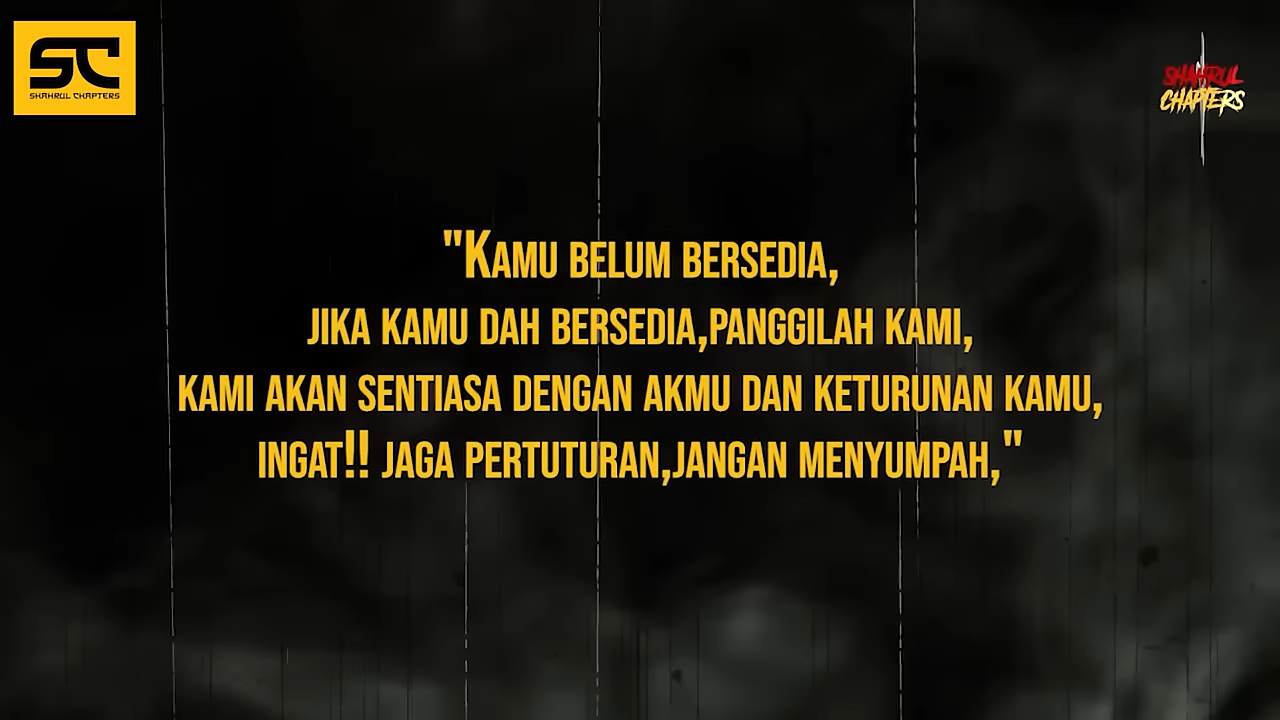 SC
SHAHRUL CHAPTERS
SHAHRUL
CHAPTERS
"KAMU BELUM BERSEDIA,
JIKA KAMU DAH BERSEDIA,PANGGILAH KAMI,
KAMI AKAN SENTIASA DENGAN AKMU DAN KETURUNAN KAMU,
INGAT!! JAGA PERTUTURAN,JANGAN MENYUMPAH,"